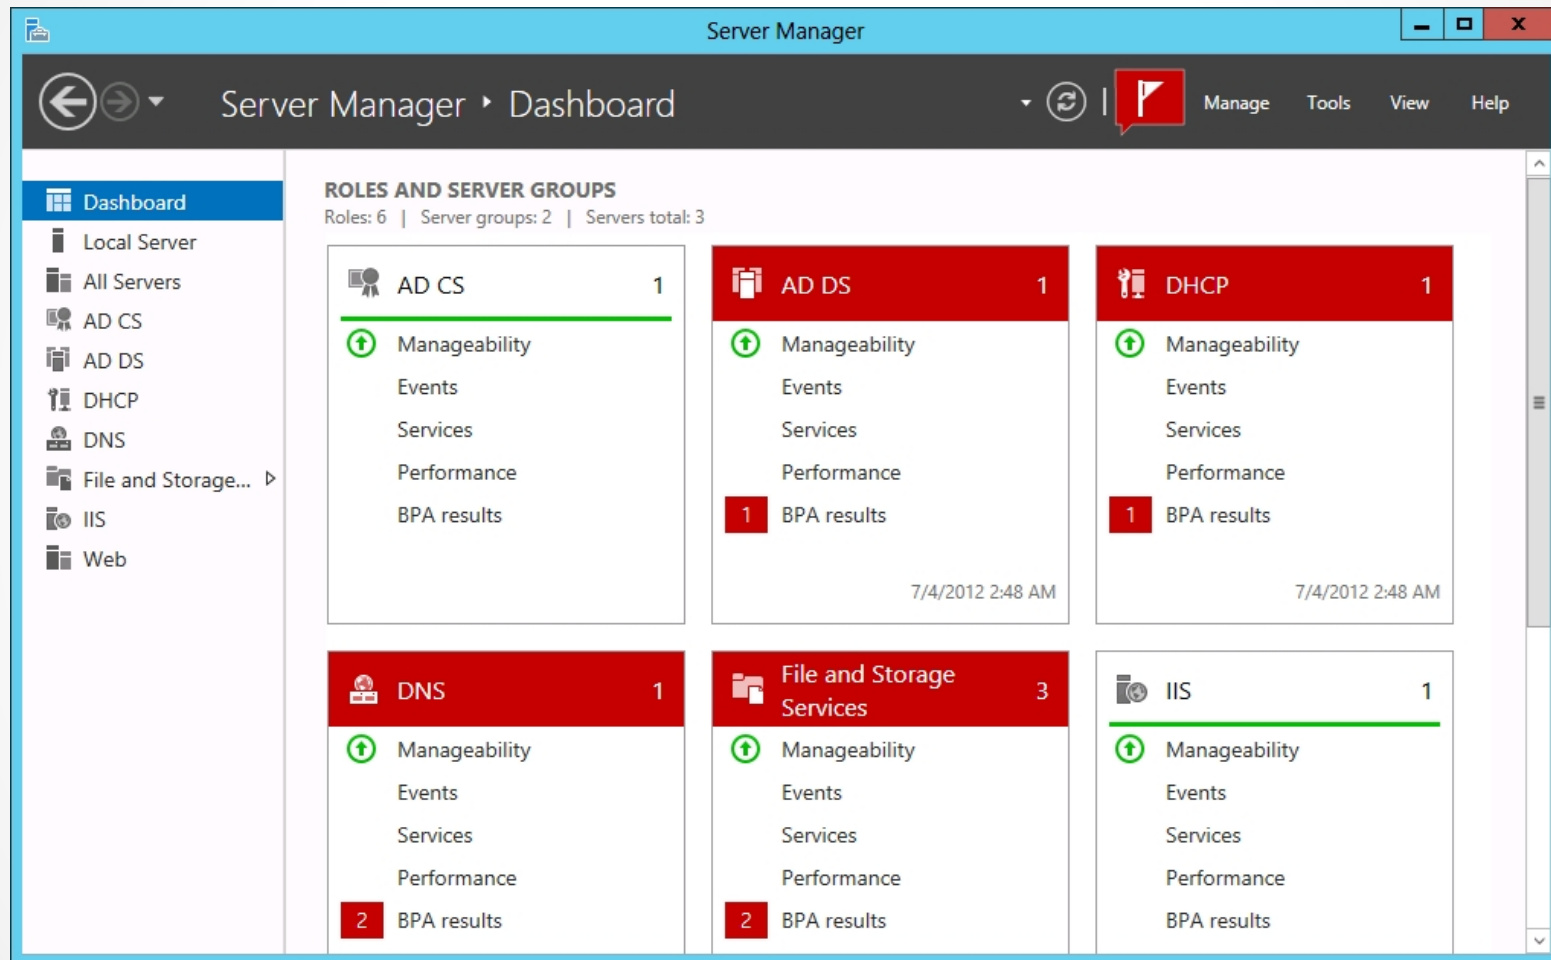 Server Manager
Server Manager ‣ Dashboard
Manage Tools View Help
Dashboard
Local Server
All Servers
AD CS
AD DS
DHCP
DNS
File and Storage...
IIS
Web
ROLES AND SERVER GROUPS
Roles: 6 | Server groups: 2 | Servers total: 3
AD CS 1
Manageability
Events
Services
Performance
BPA results
AD DS 1
Manageability
Events
Services
Performance
1 BPA results
7/4/2012 2:48 AM
DHCP 1
Manageability
Events
Services
Performance
1 BPA results
7/4/2012 2:48 AM
DNS 1
Manageability
Events
Services
Performance
2 BPA results
File and Storage
Services 3
Manageability
Events
Services
Performance
2 BPA results
IIS 1
Manageability
Events
Services
Performance
BPA results